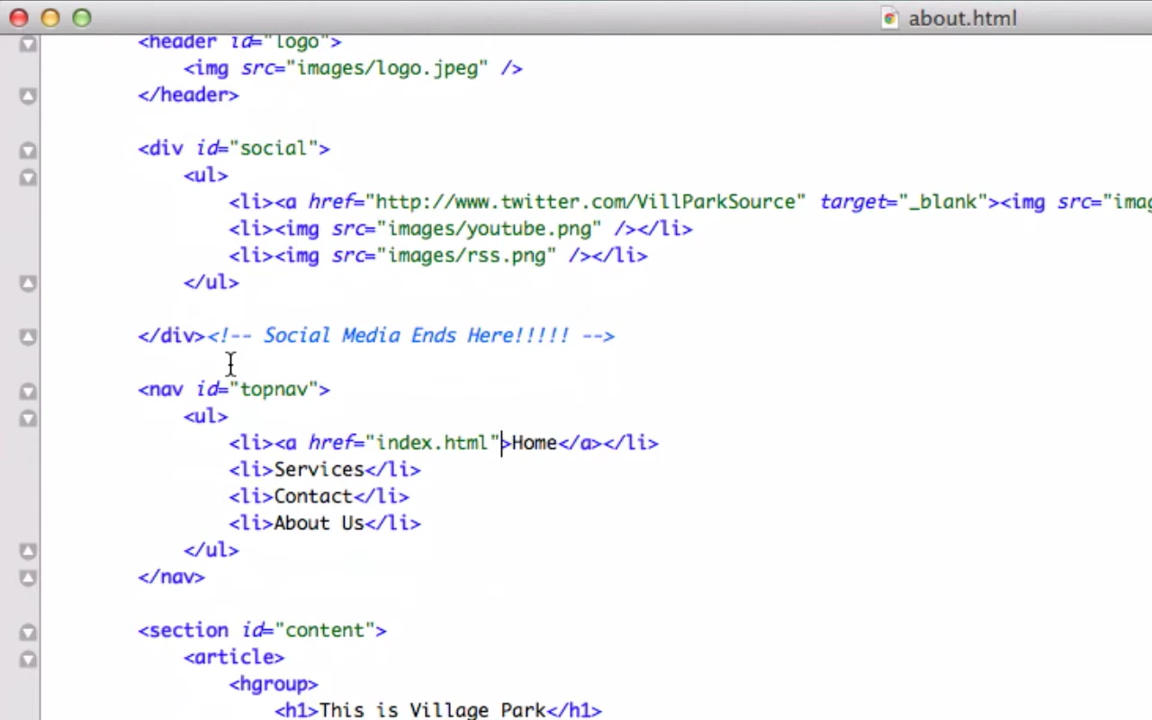 about.html
<header id="logo">
<img src="images/logo.jpeg" />
</header>
<div id="social">
<ul>
<li><a href="http://www.twitter.com/VillParkSource" target="_blank"><img src="imag
<li><img src="images/youtube.png" /></li>
<li><img src="images/rss.png" /></li>
</ul>
</div><!-- Social Media Ends Here!!!!! -->
<nav id="topnav">
<ul>
<li><a href="index.html">Home</a></li>
<li>Services</li>
<li>Contact</li>
<li>About Us</li>
</ul>
</nav>
<section id="content">
<article>
<hgroup>
<h1>This is Village Park</h1>